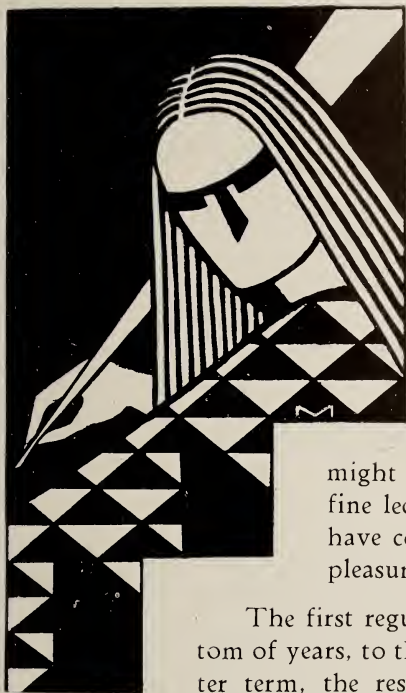 might
fine lec
have co
pleasur
The first regu
tom of years, to th
ter term, the res